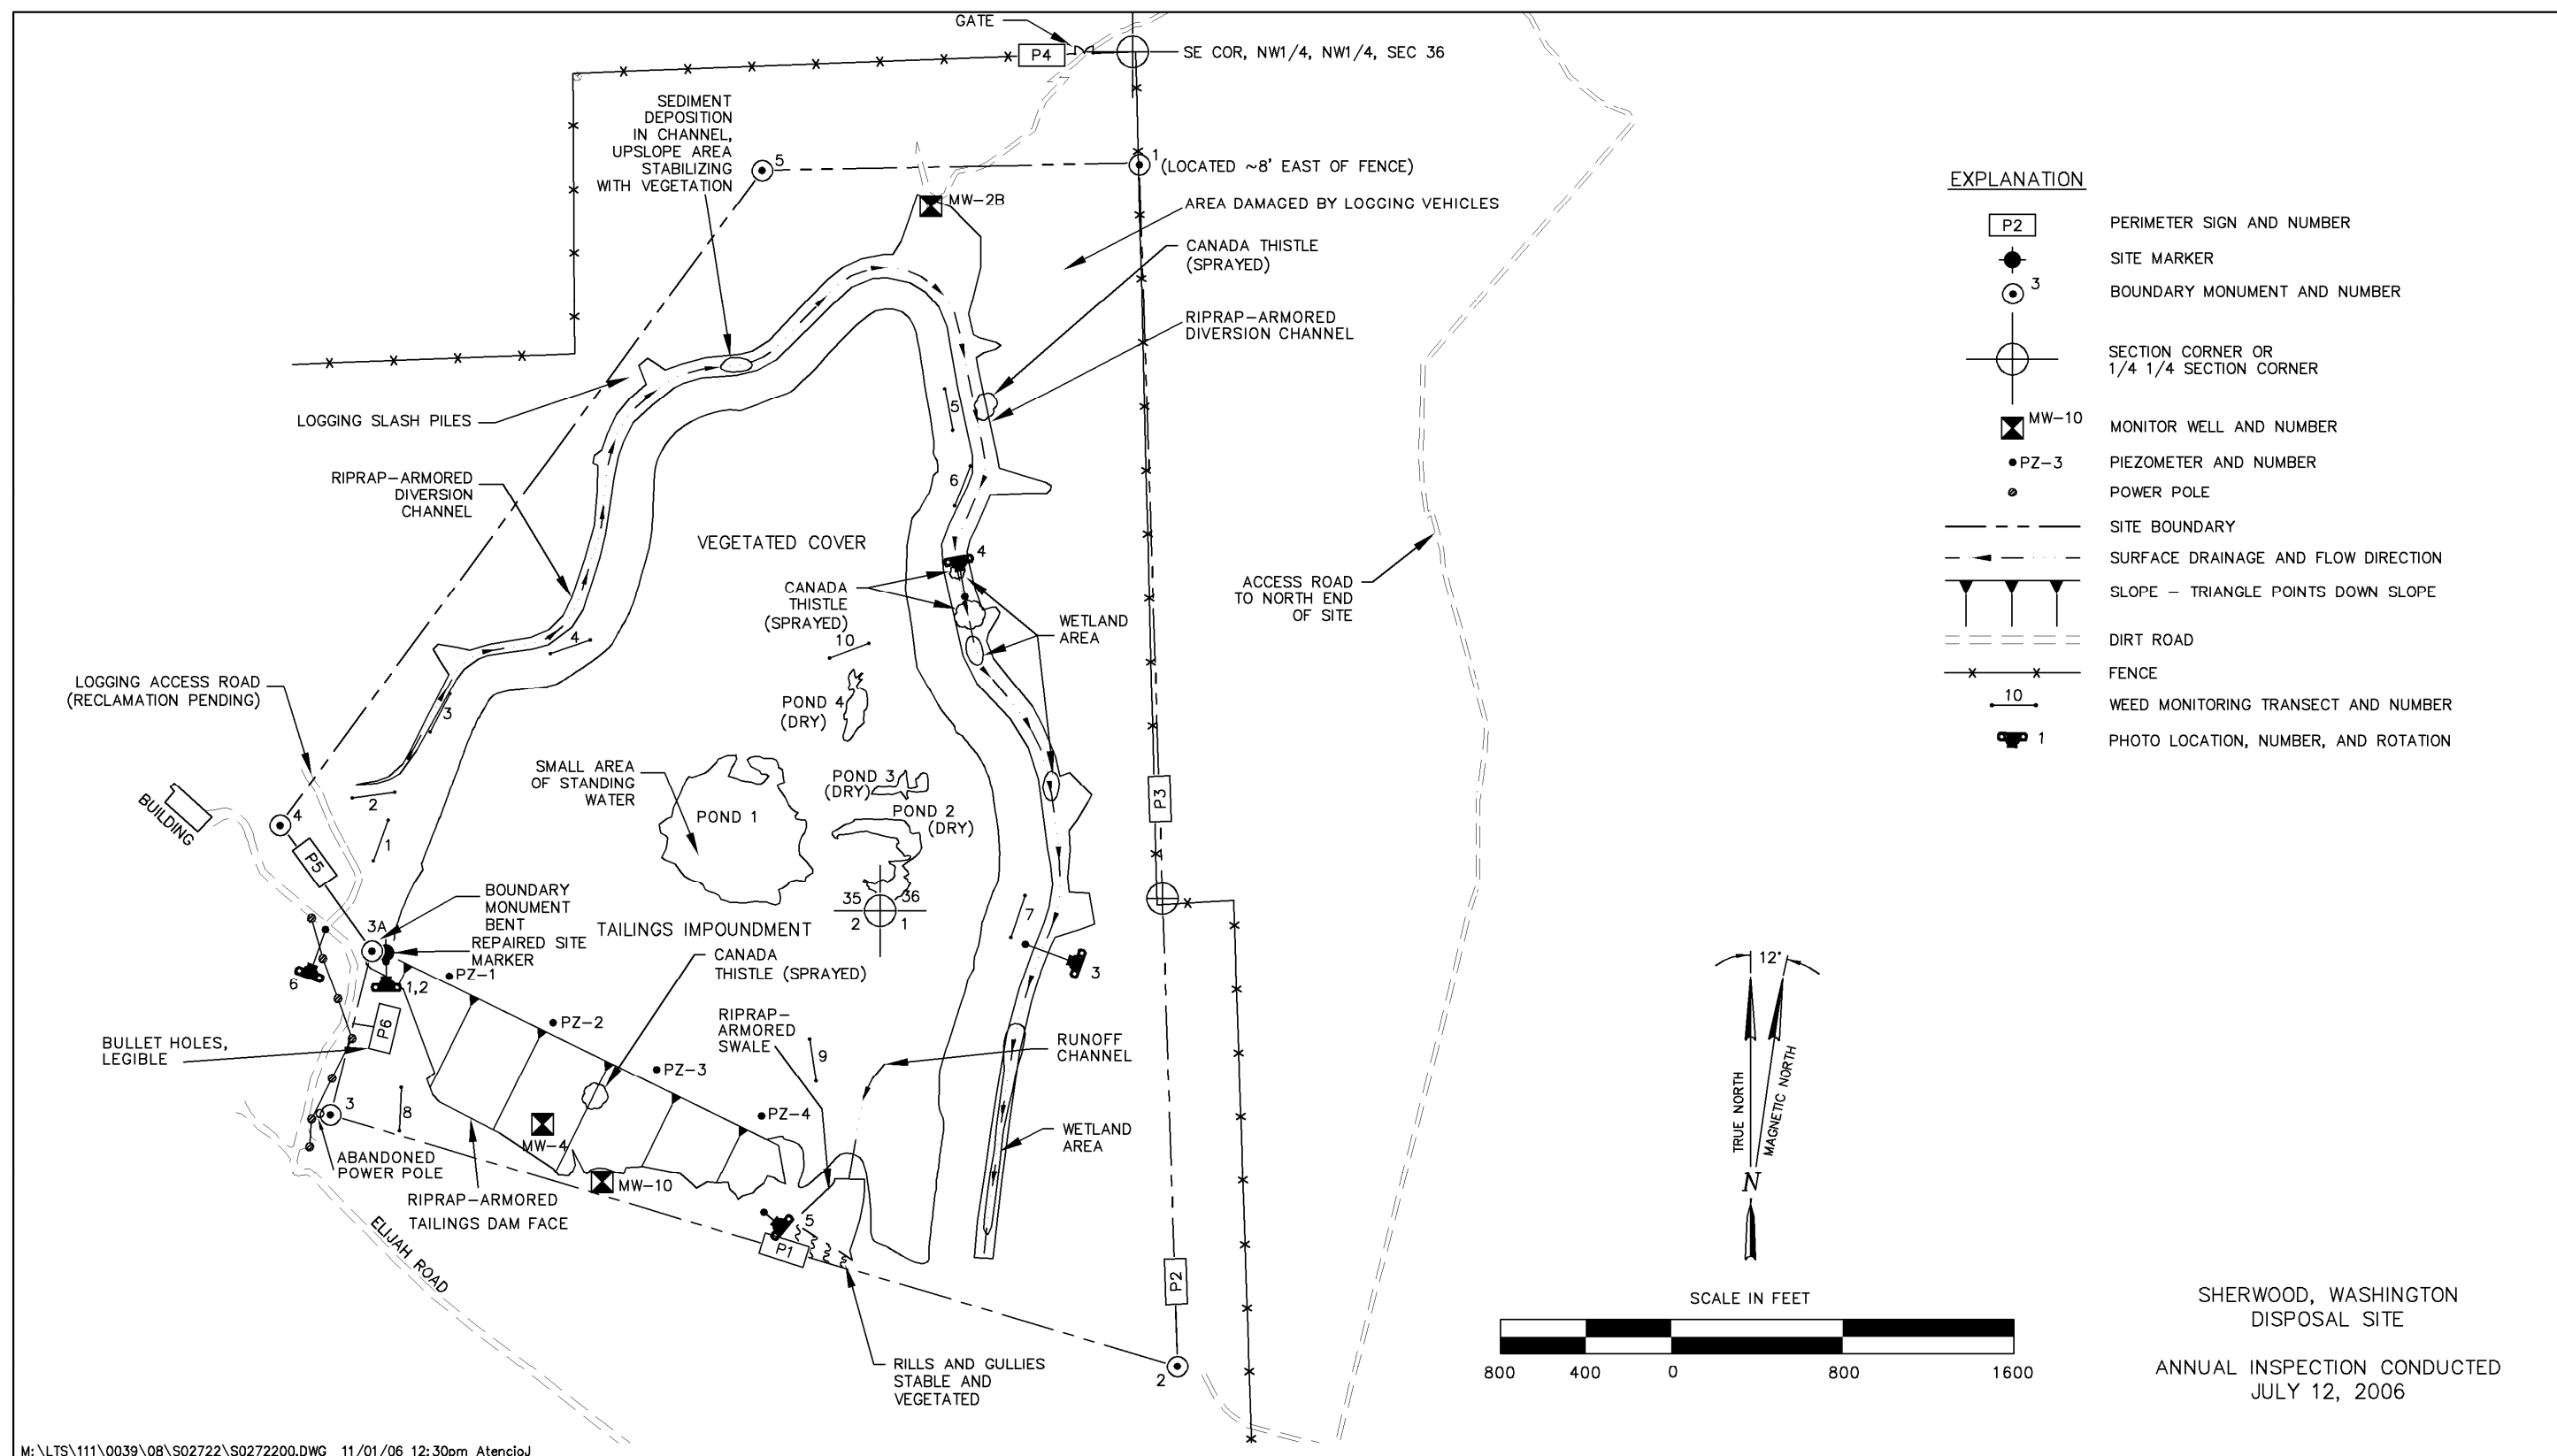 GATE
P4
SE COR, NW1/4, NW1/4, SEC 36
SEDIMENT
DEPOSITION
IN CHANNEL,
UPSLOPE AREA
STABILIZING
WITH VEGETATION
5
1
(LOCATED ~8' EAST OF FENCE)
MW-2B
AREA DAMAGED BY LOGGING VEHICLES
CANADA THISTLE
(SPRAYED)
RIPRAP-ARMORED
DIVERSION CHANNEL
LOGGING SLASH PILES
5
RIPRAP-ARMORED
DIVERSION
CHANNEL
6
VEGETATED COVER
4
CANADA
THISTLE
(SPRAYED)
WETLAND
AREA
ACCESS ROAD
TO NORTH END
OF SITE
4
10
LOGGING ACCESS ROAD
(RECLAMATION PENDING)
3
POND 4
(DRY)
SMALL AREA
OF STANDING
WATER
POND 3
(DRY)
POND 2
(DRY)
POND 1
P3
BUILDING
2
4
1
P5
BOUNDARY
MONUMENT
BENT
3A
REPAIRED SITE
MARKER
35
36
2
1
7
TAILINGS IMPOUNDMENT
CANADA
THISTLE (SPRAYED)
3
6
1,2
PZ-1
P6
PZ-2
RIPRAP-
ARMORED
SWALE
9
RUNOFF
CHANNEL
BULLET HOLES,
LEGIBLE
PZ-3
3
8
PZ-4
MW-4
WETLAND
AREA
ABANDONED
POWER POLE
MW-10
RIPRAP-ARMORED
TAILINGS DAM FACE
5
P1
ELIJAH ROAD
P2
2
RILLS AND GULLIES
STABLE AND
VEGETATED
EXPLANATION
P2
PERIMETER SIGN AND NUMBER
SITE MARKER
3
BOUNDARY MONUMENT AND NUMBER
SECTION CORNER OR
1/4 1/4 SECTION CORNER
MW-10
MONITOR WELL AND NUMBER
PZ-3
PIEZOMETER AND NUMBER
POWER POLE
SITE BOUNDARY
SURFACE DRAINAGE AND FLOW DIRECTION
SLOPE - TRIANGLE POINTS DOWN SLOPE
DIRT ROAD
FENCE
10
WEED MONITORING TRANSECT AND NUMBER
1
PHOTO LOCATION, NUMBER, AND ROTATION
12°
TRUE NORTH
MAGNETIC NORTH
N
SCALE IN FEET
800 400 0 800 1600
SHERWOOD, WASHINGTON
DISPOSAL SITE
ANNUAL INSPECTION CONDUCTED
JULY 12, 2006
M:\LTS\111\0039\08\S02722\S0272200.DWG 11/01/06 12:30pm AtencioJ